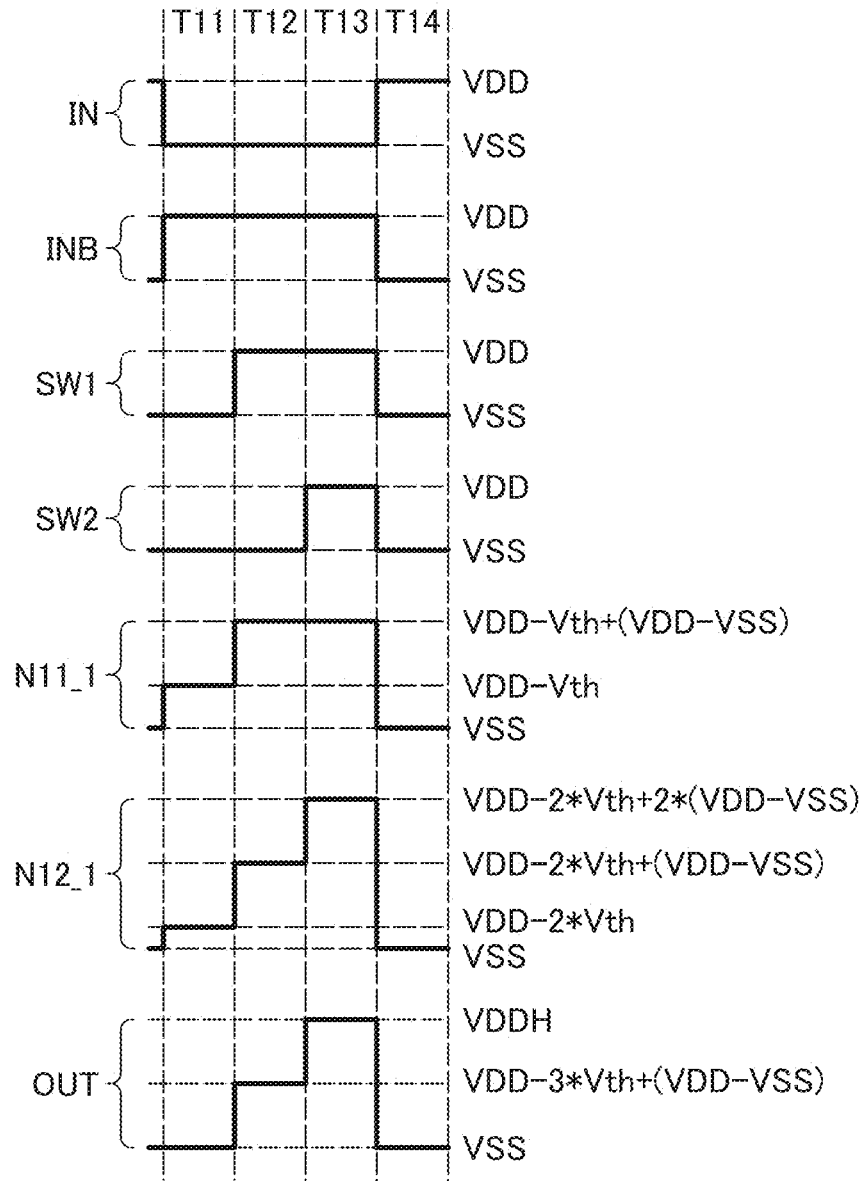 T11 T12 T13 T14
IN
VDD
VSS
INB
VDD
VSS
SW1
VDD
VSS
SW2
VDD
VSS
N11_1
VDD-Vth+(VDD-VSS)
VDD-Vth
VSS
N12_1
VDD-2*Vth+2*(VDD-VSS)
VDD-2*Vth+(VDD-VSS)
VDD-2*Vth
VSS
OUT
VDDH
VDD-3*Vth+(VDD-VSS)
VSS